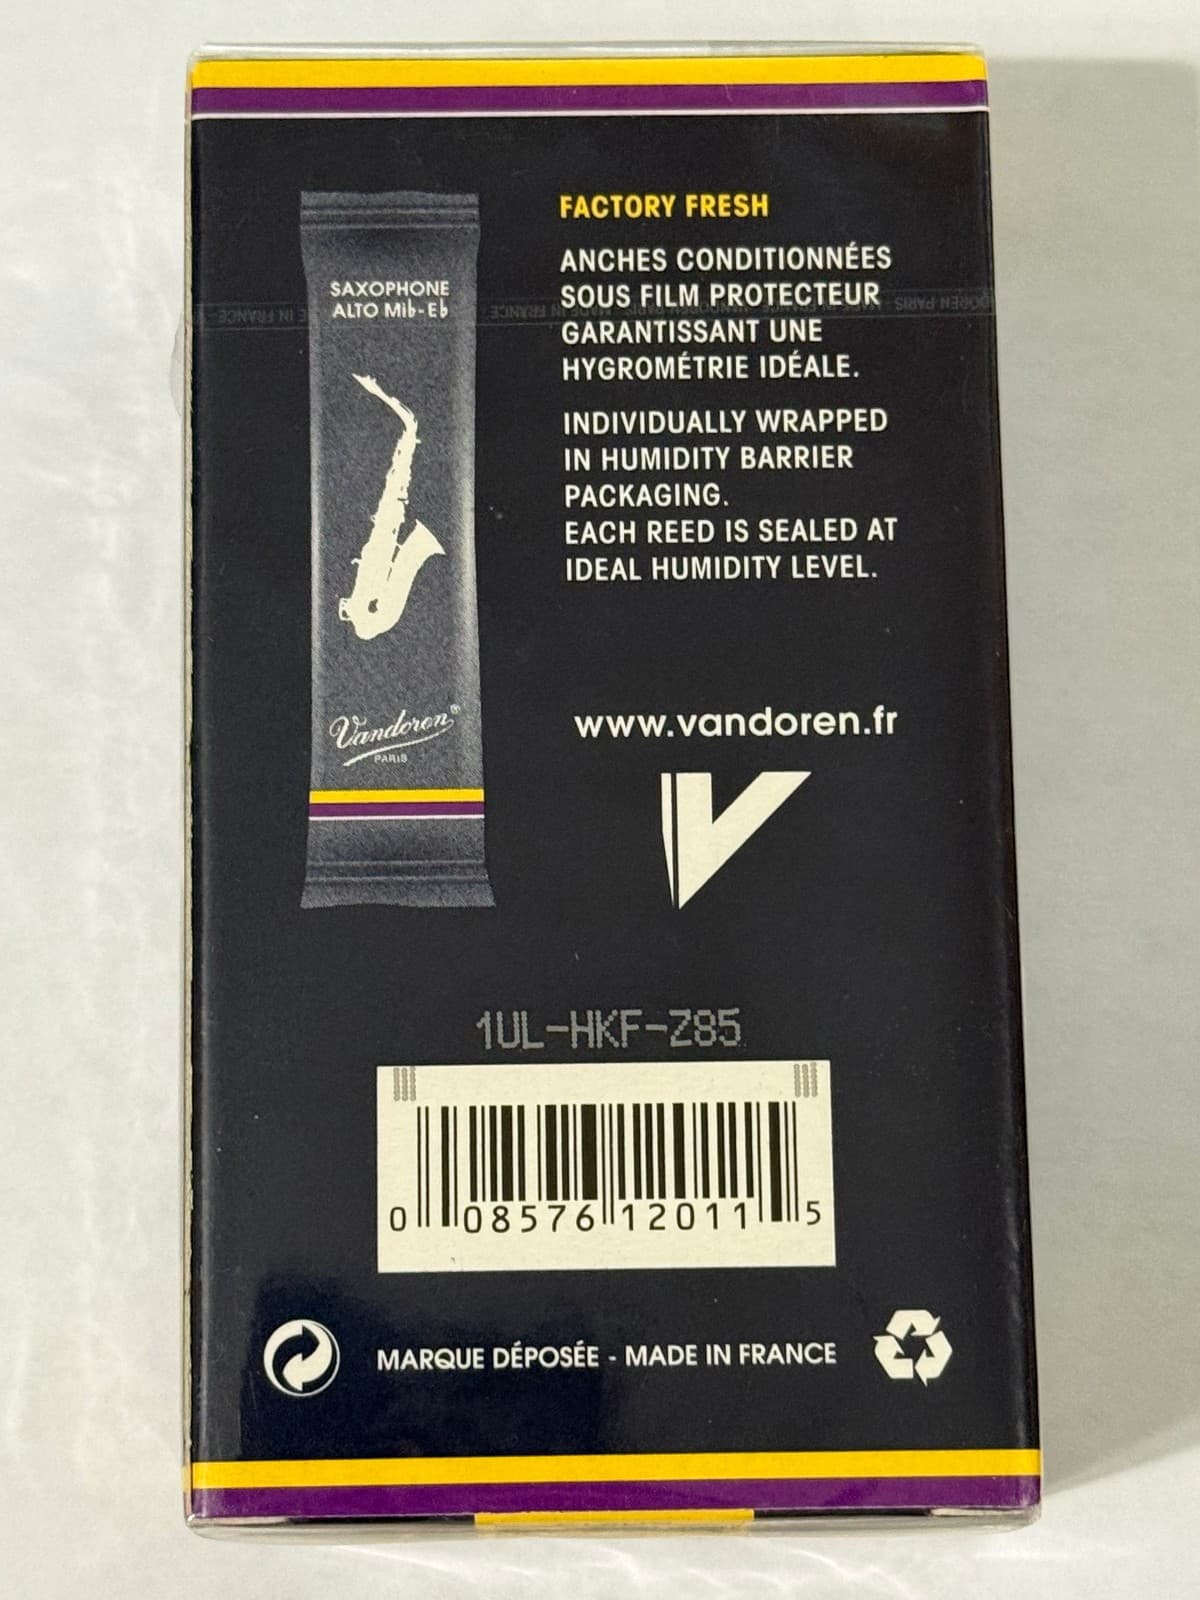 SAXOPHONE
ALTO Mi♭-E♭
Vandoren®
PARIS
FACTORY FRESH
ANCHES CONDITIONNÉES
SOUS FILM PROTECTEUR
GARANTISSANT UNE
HYGROMÉTRIE IDÉALE.
INDIVIDUALLY WRAPPED
IN HUMIDITY BARRIER
PACKAGING.
EACH REED IS SEALED AT
IDEAL HUMIDITY LEVEL.
www.vandoren.fr
1UL-HKF-Z85
0 08576 12011 5
MARQUE DÉPOSÉE - MADE IN FRANCE